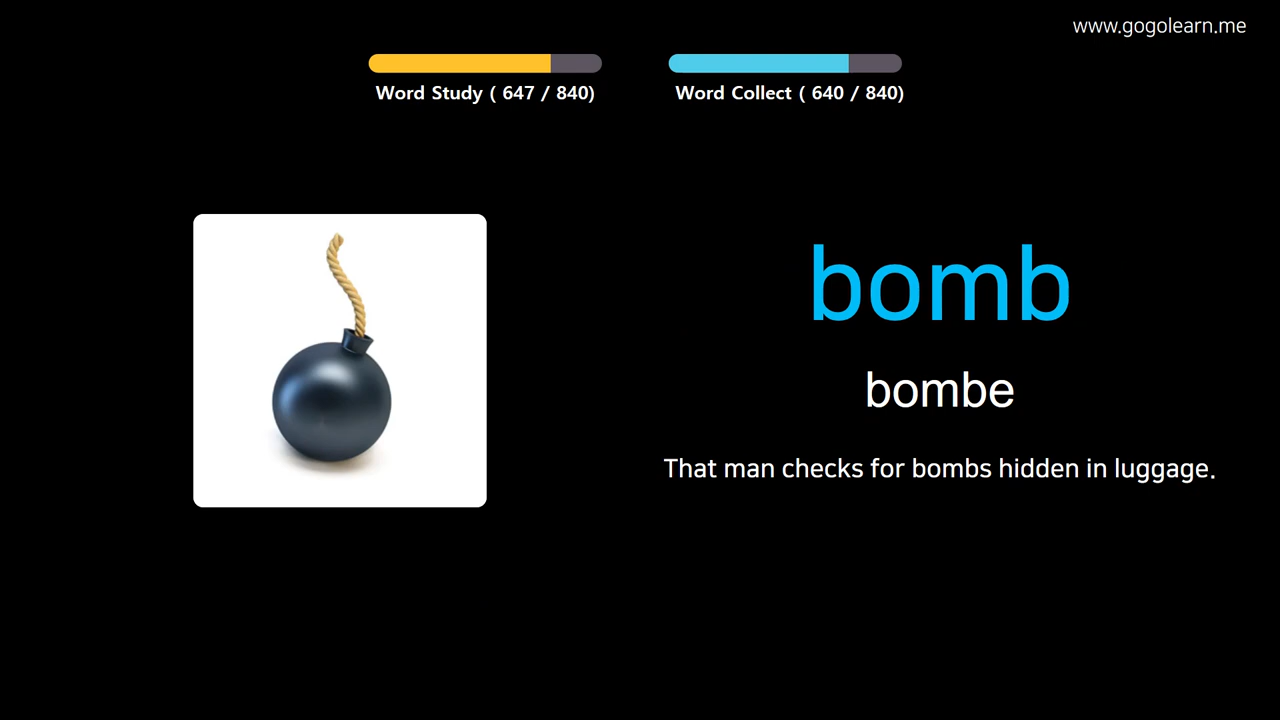 www.gogolearn.me
Word Study ( 647 / 840)
Word Collect ( 640 / 840)
bomb
bombe
That man checks for bombs hidden in luggage.